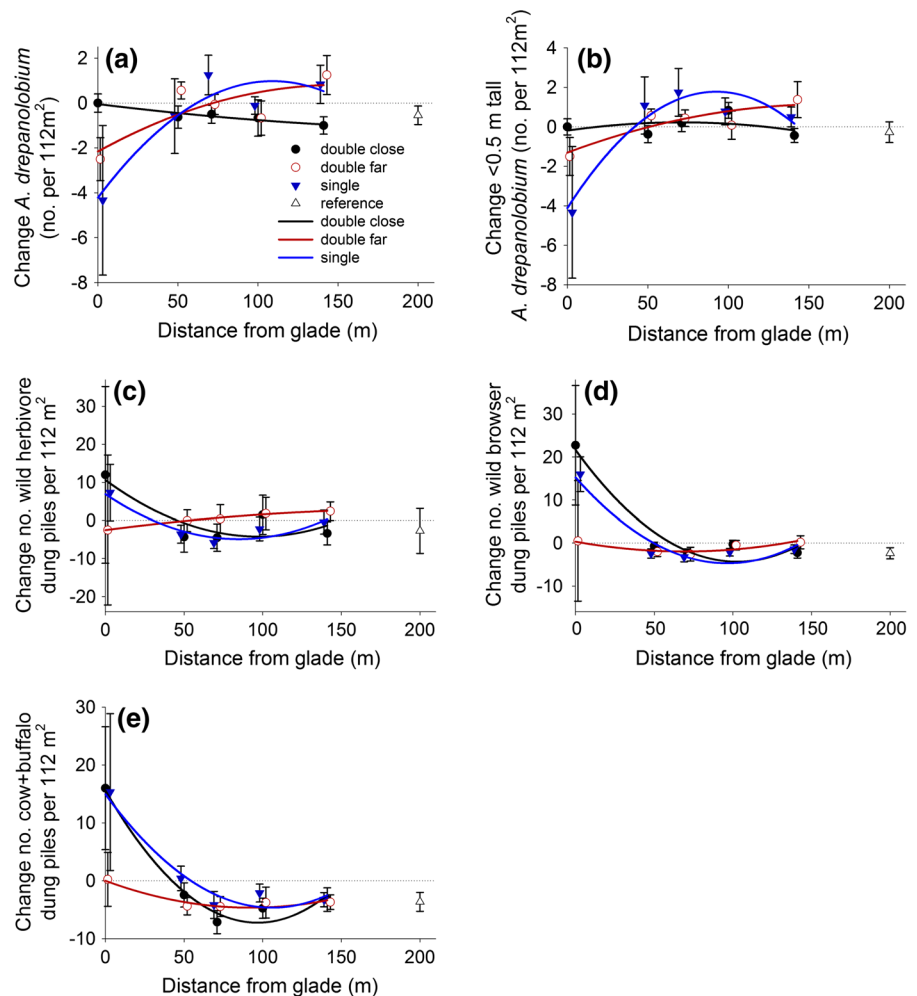 (a)
Change A. drepanolobium
(no. per 112m²)
2
0
-2
-4
-6
-8
double close
double far
single
reference
double close
double far
single
0 50 100 150 200
Distance from glade (m)
(b)
Change <0.5 m tall
A. drepanolobium (no. per 112m²)
4
2
0
-2
-4
-6
-8
0 50 100 150 200
Distance from glade (m)
(c)
Change no. wild herbivore
dung piles per 112 m²
30
20
10
0
-10
-20
0 50 100 150 200
Distance from glade (m)
(d)
Change no. wild browser
dung piles per 112 m²
30
20
10
0
-10
0 50 100 150 200
Distance from glade (m)
(e)
Change no. cow+buffalo
dung piles per 112 m²
30
20
10
0
-10
0 50 100 150 200
Distance from glade (m)